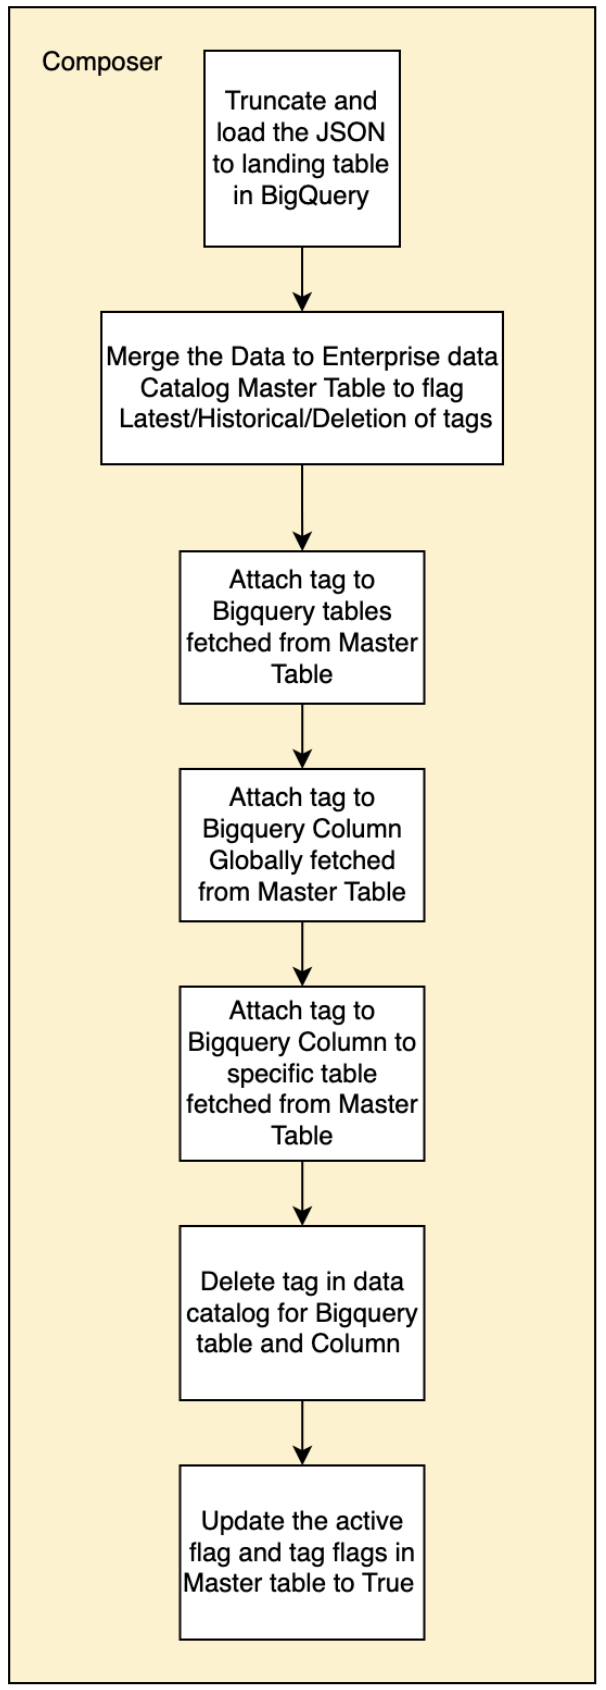 Composer
Truncate and
load the JSON
to landing table
in BigQuery
Merge the Data to Enterprise data
Catalog Master Table to flag
Latest/Historical/Deletion of tags
Attach tag to
Bigquery tables
fetched from Master
Table
Attach tag to
Bigquery Column
Globally fetched
from Master Table
Attach tag to
Bigquery Column to
specific table
fetched from Master
Table
Delete tag in data
catalog for Bigquery
table and Column
Update the active
flag and tag flags in
Master table to True